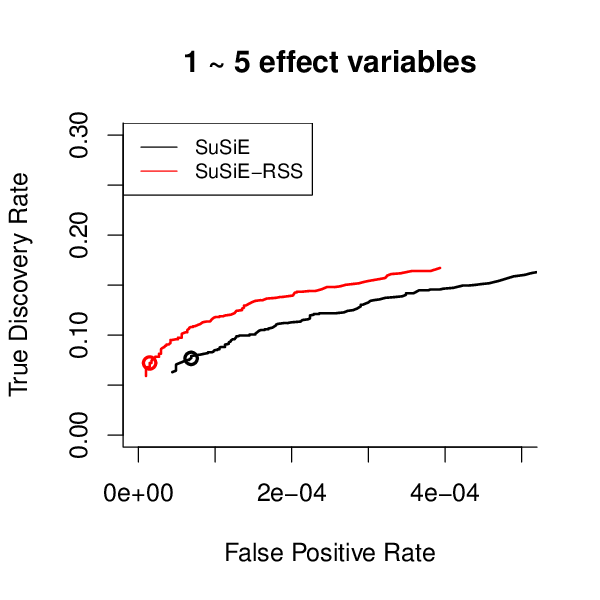 1 ~ 5 effect variables
True Discovery Rate
0.30
0.20
0.10
0.00
SuSiE
SuSiE−RSS
0e+00
2e−04
4e−04
False Positive Rate